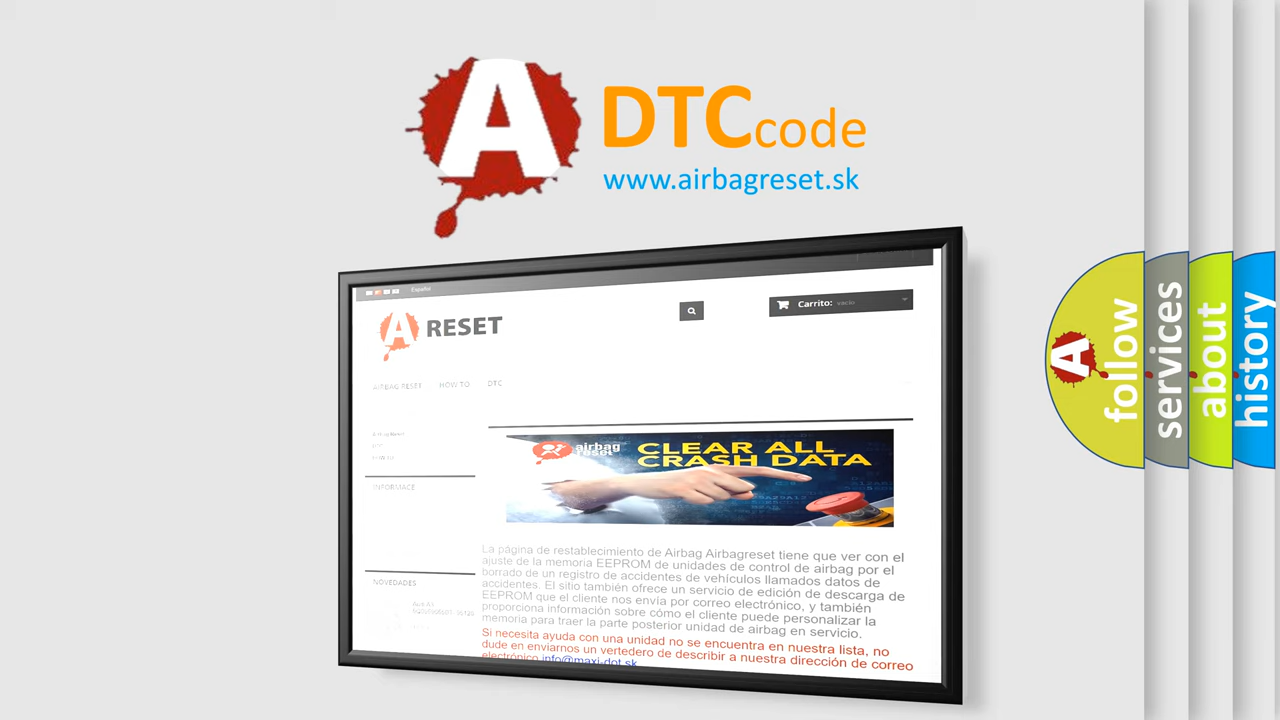 A DTCcode
www.airbagreset.sk
Español
Carrito: vacío
A RESET
AIRBAG RESET HOW TO DTC
INFORMACE
airbag
reset
CLEAR ALL
CRASH DATA
La página de restablecimiento de Airbag Airbagreset tiene que ver con el
ajuste de la memoria EEPROM de unidades de control de airbag por el
borrado de un registro de accidentes de vehículos llamados datos de
accidentes. El sitio también ofrece un servicio de edición de descarga de
EEPROM que el cliente nos envía por correo electrónico, y también
proporciona información sobre cómo el cliente puede personalizar la
memoria para traer la parte posterior unidad de airbag en servicio.
Si necesita ayuda con una unidad no se encuentra en nuestra lista, no
dude en enviarnos un vertedero de describir a nuestra dirección de correo
electrónico info@maxi-dot.sk
NOVEDADES
A
follow
services
about
history